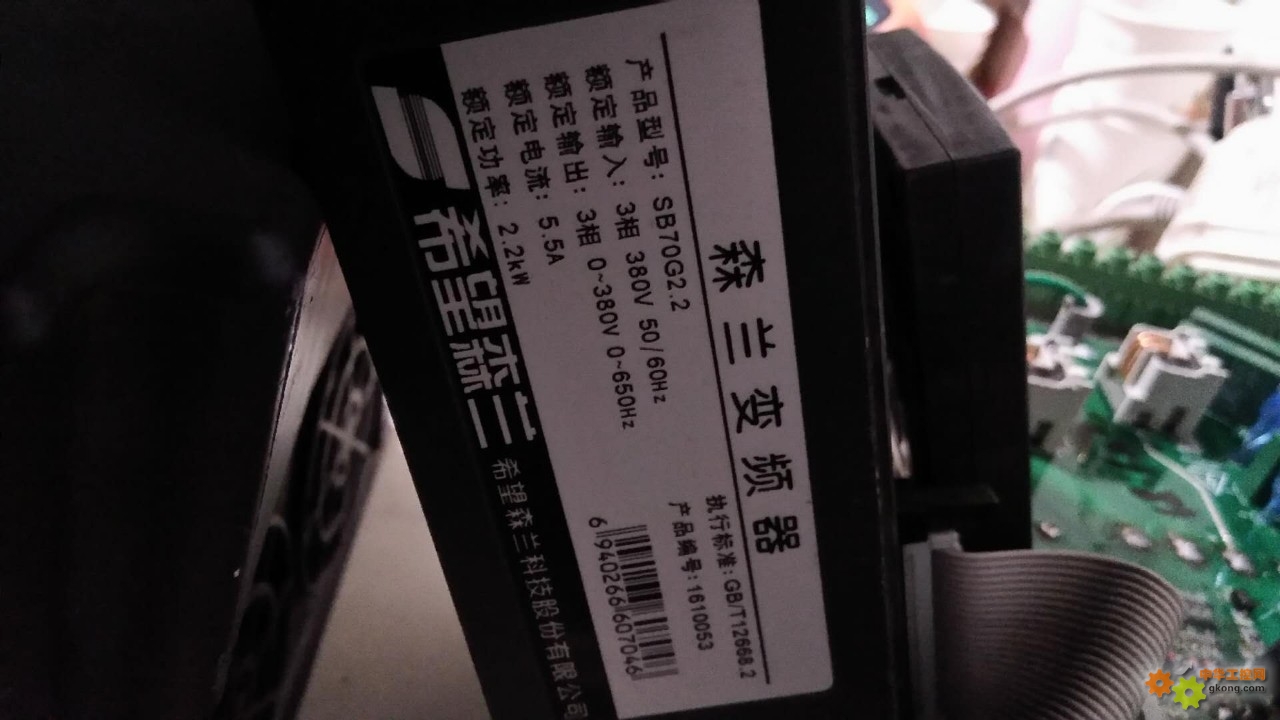 森兰变频器
执行标准:GB/T12668.2
产品型号: SB70G2.2
产品编号:1610053
额定输入: 3相 380V 50/60Hz
额定输出: 3相 0~380V 0~650Hz
额定电流: 5.5A
额定功率: 2.2kW
6 940266 607046
希望森兰
希望森兰科技股份有限公司
中华工控网
gkong.com